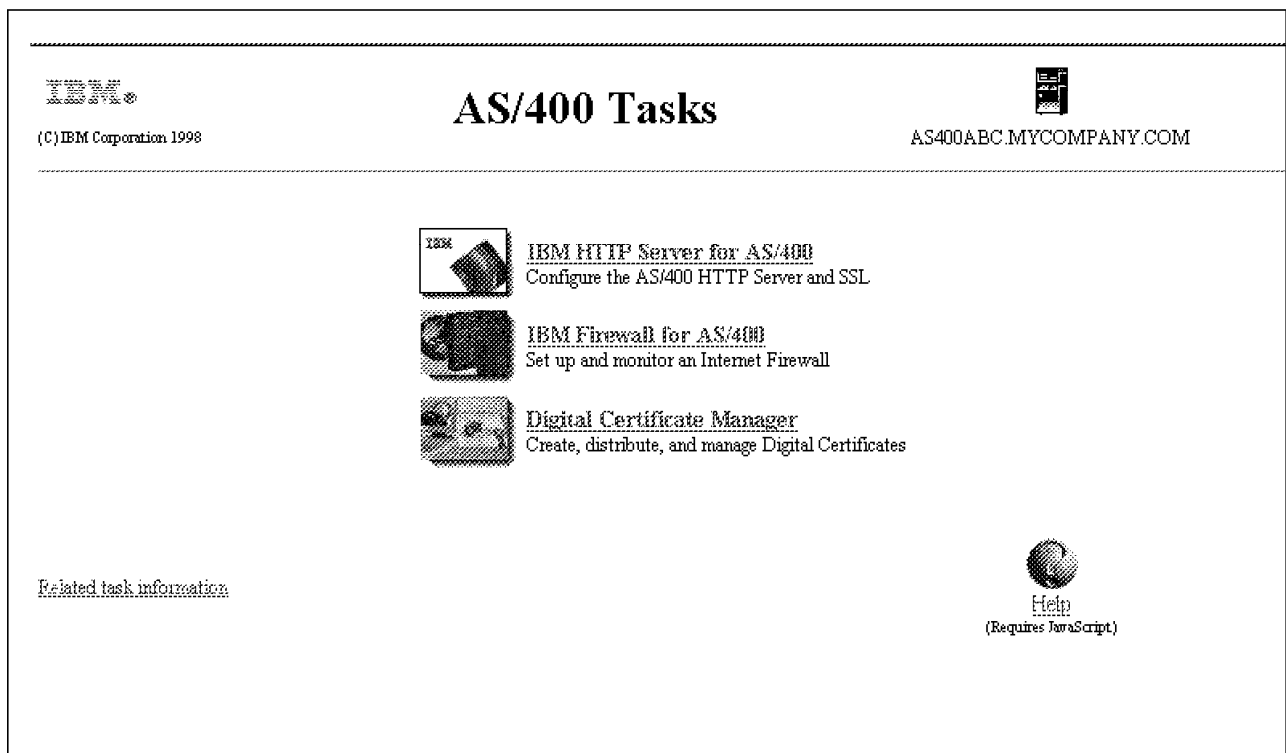 IBM®
(C)IBM Corporation 1998
AS/400 Tasks
AS400ABC.MYCOMPANY.COM
IBM
IBM HTTP Server for AS/400
Configure the AS/400 HTTP Server and SSL
IBM Firewall for AS/400
Set up and monitor an Internet Firewall
Digital Certificate Manager
Create, distribute, and manage Digital Certificates
Related task information
Help
(Requires JavaScript.)